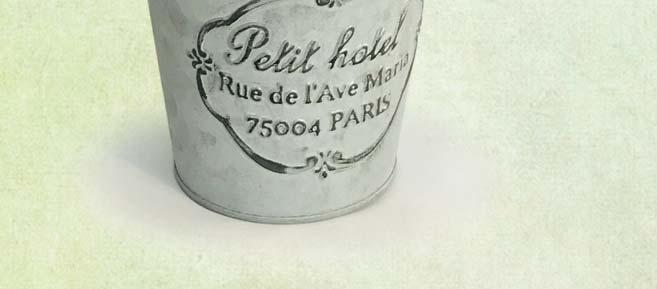 Petit hotel
Rue de l'Ave Maria
75004 PARIS